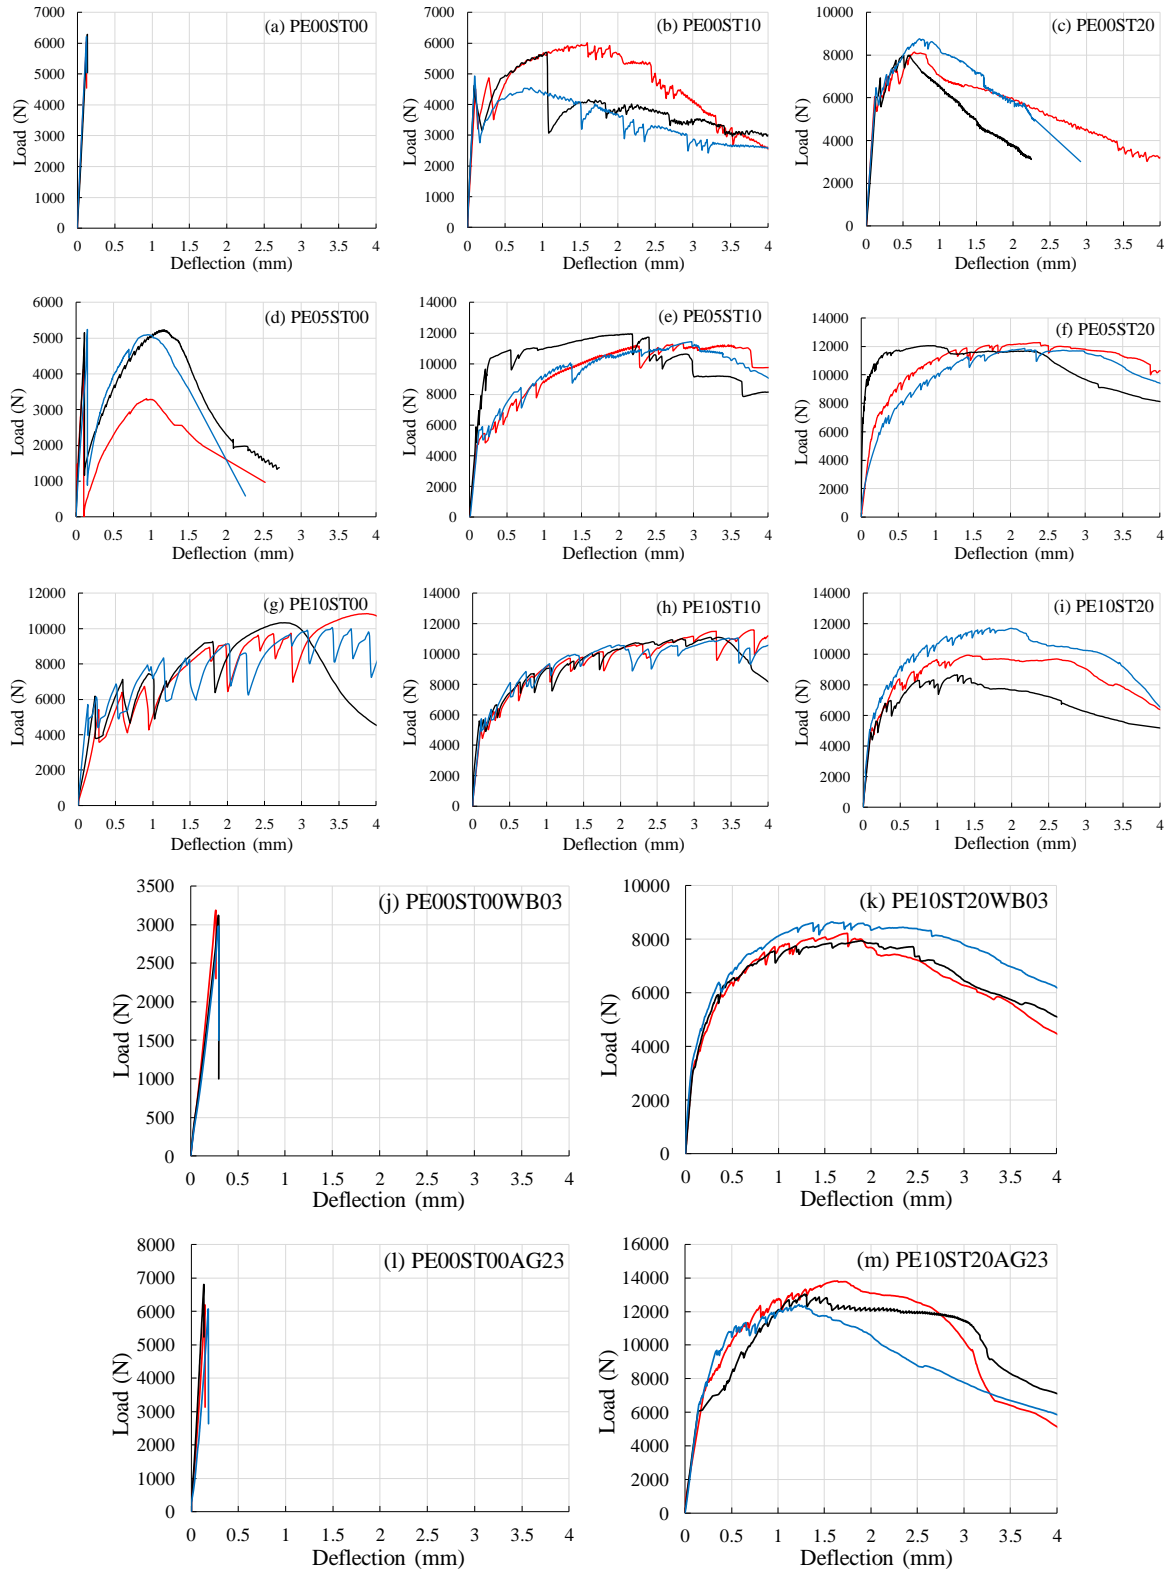 (a) PE00ST00
Load (N)
7000
6000
5000
4000
3000
2000
1000
0
0 0.5 1 1.5 2 2.5 3 3.5 4
Deflection (mm)
(b) PE00ST10
Load (N)
7000
6000
5000
4000
3000
2000
1000
0
0 0.5 1 1.5 2 2.5 3 3.5 4
Deflection (mm)
(c) PE00ST20
Load (N)
10000
8000
6000
4000
2000
0
0 0.5 1 1.5 2 2.5 3 3.5 4
Deflection (mm)
(d) PE05ST00
Load (N)
6000
5000
4000
3000
2000
1000
0
0 0.5 1 1.5 2 2.5 3 3.5 4
Deflection (mm)
(e) PE05ST10
Load (N)
14000
12000
10000
8000
6000
4000
2000
0
0 0.5 1 1.5 2 2.5 3 3.5 4
Deflection (mm)
(f) PE05ST20
Load (N)
14000
12000
10000
8000
6000
4000
2000
0
0 0.5 1 1.5 2 2.5 3 3.5 4
Deflection (mm)
(g) PE10ST00
Load (N)
12000
10000
8000
6000
4000
2000
0
0 0.5 1 1.5 2 2.5 3 3.5 4
Deflection (mm)
(h) PE10ST10
Load (N)
14000
12000
10000
8000
6000
4000
2000
0
0 0.5 1 1.5 2 2.5 3 3.5 4
Deflection (mm)
(i) PE10ST20
Load (N)
14000
12000
10000
8000
6000
4000
2000
0
0 0.5 1 1.5 2 2.5 3 3.5 4
Deflection (mm)
(j) PE00ST00WB03
Load (N)
3500
3000
2500
2000
1500
1000
500
0
0 0.5 1 1.5 2 2.5 3 3.5 4
Deflection (mm)
(k) PE10ST20WB03
Load (N)
10000
8000
6000
4000
2000
0
0 0.5 1 1.5 2 2.5 3 3.5 4
Deflection (mm)
(l) PE00ST00AG23
Load (N)
8000
7000
6000
5000
4000
3000
2000
1000
0
0 0.5 1 1.5 2 2.5 3 3.5 4
Deflection (mm)
(m) PE10ST20AG23
Load (N)
16000
14000
12000
10000
8000
6000
4000
2000
0
0 0.5 1 1.5 2 2.5 3 3.5 4
Deflection (mm)